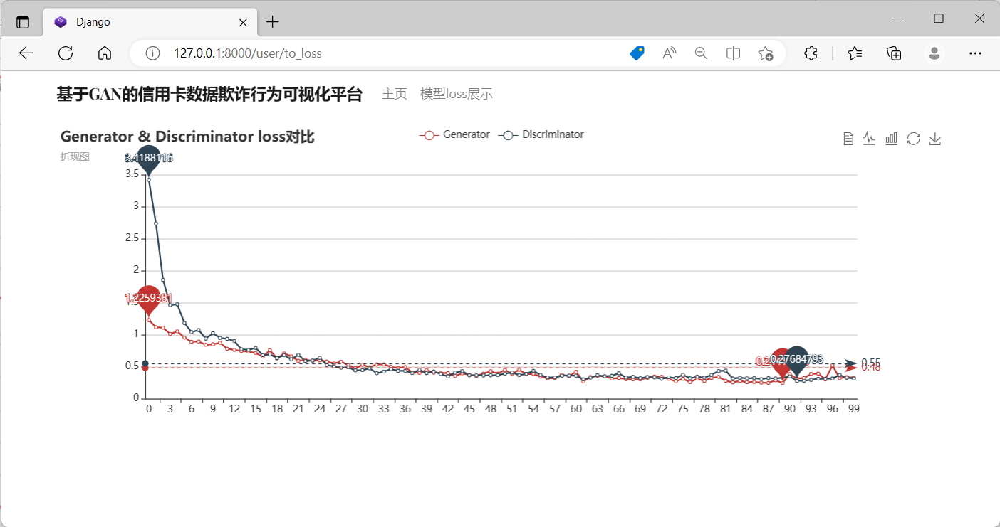 Django
127.0.0.1:8000/user/to_loss
基于GAN的信用卡数据欺诈行为可视化平台 主页 模型loss展示
Generator & Discriminator loss对比
Generator Discriminator
折现图
3.4188116
3.5
3
2.5
2
1.2259381
1
0.5
0
0.27684793
0.55
0.48
0 3 6 9 12 15 18 21 24 27 30 33 36 39 42 45 48 51 54 57 60 63 66 69 72 75 78 81 84 87 90 93 96 99